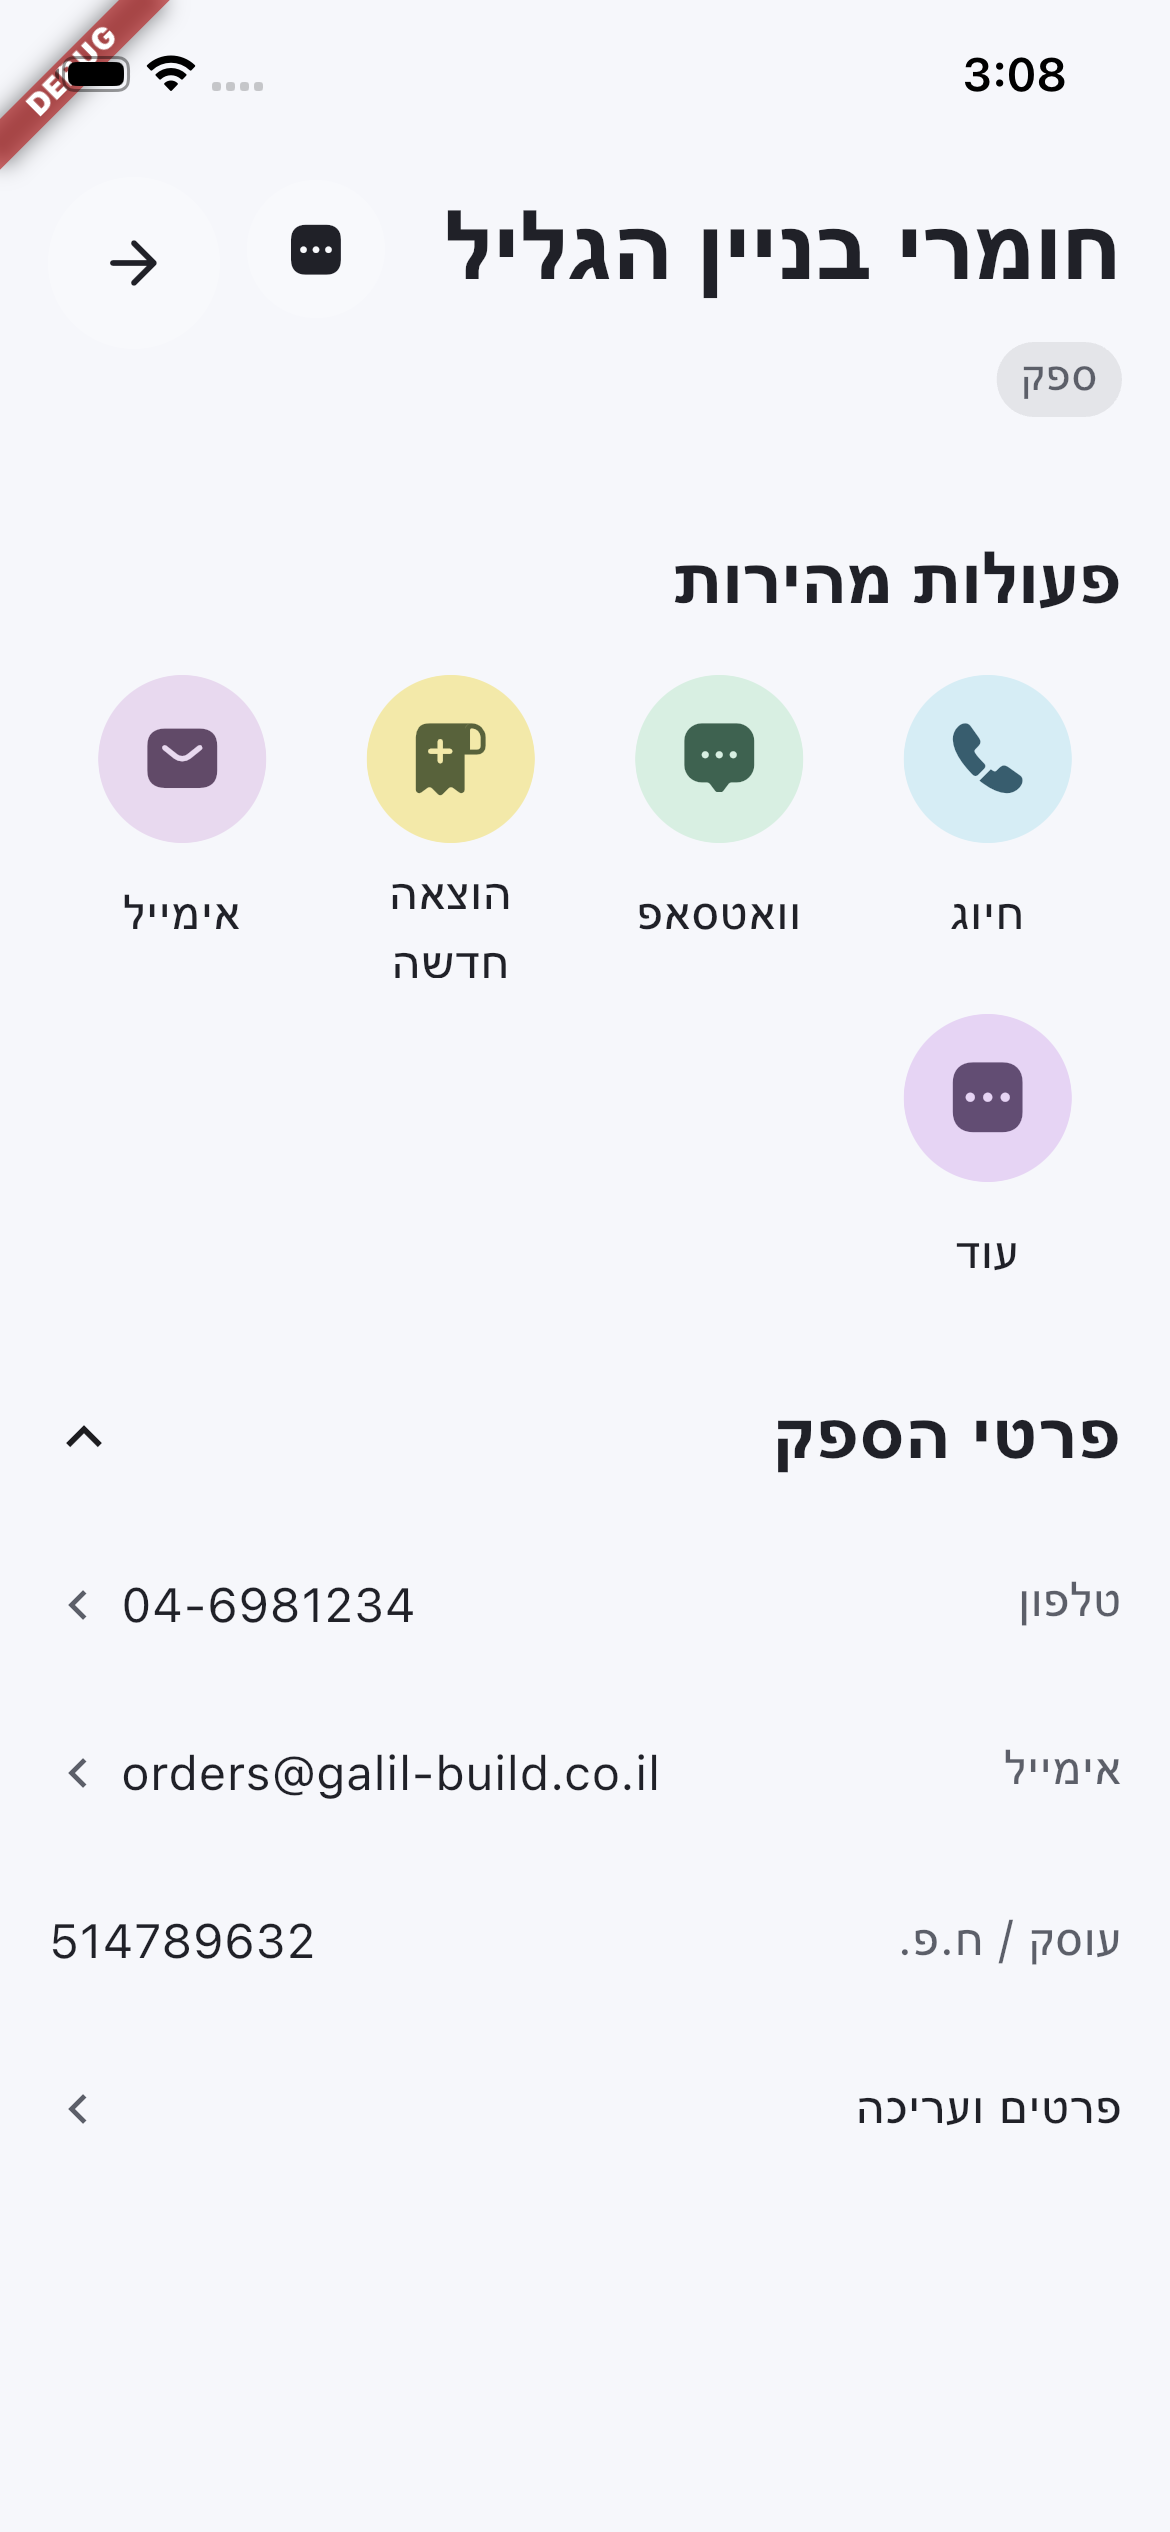 3:08
DEBUG
חומרי בניין הגליל
ספק
פעולות מהירות
חיוג
וואטסאפ
הוצאה
חדשה
אימייל
עוד
פרטי הספק
טלפון 04-6981234
אימייל orders@galil-build.co.il
עוסק / ח.פ. 514789632
פרטים ועריכה